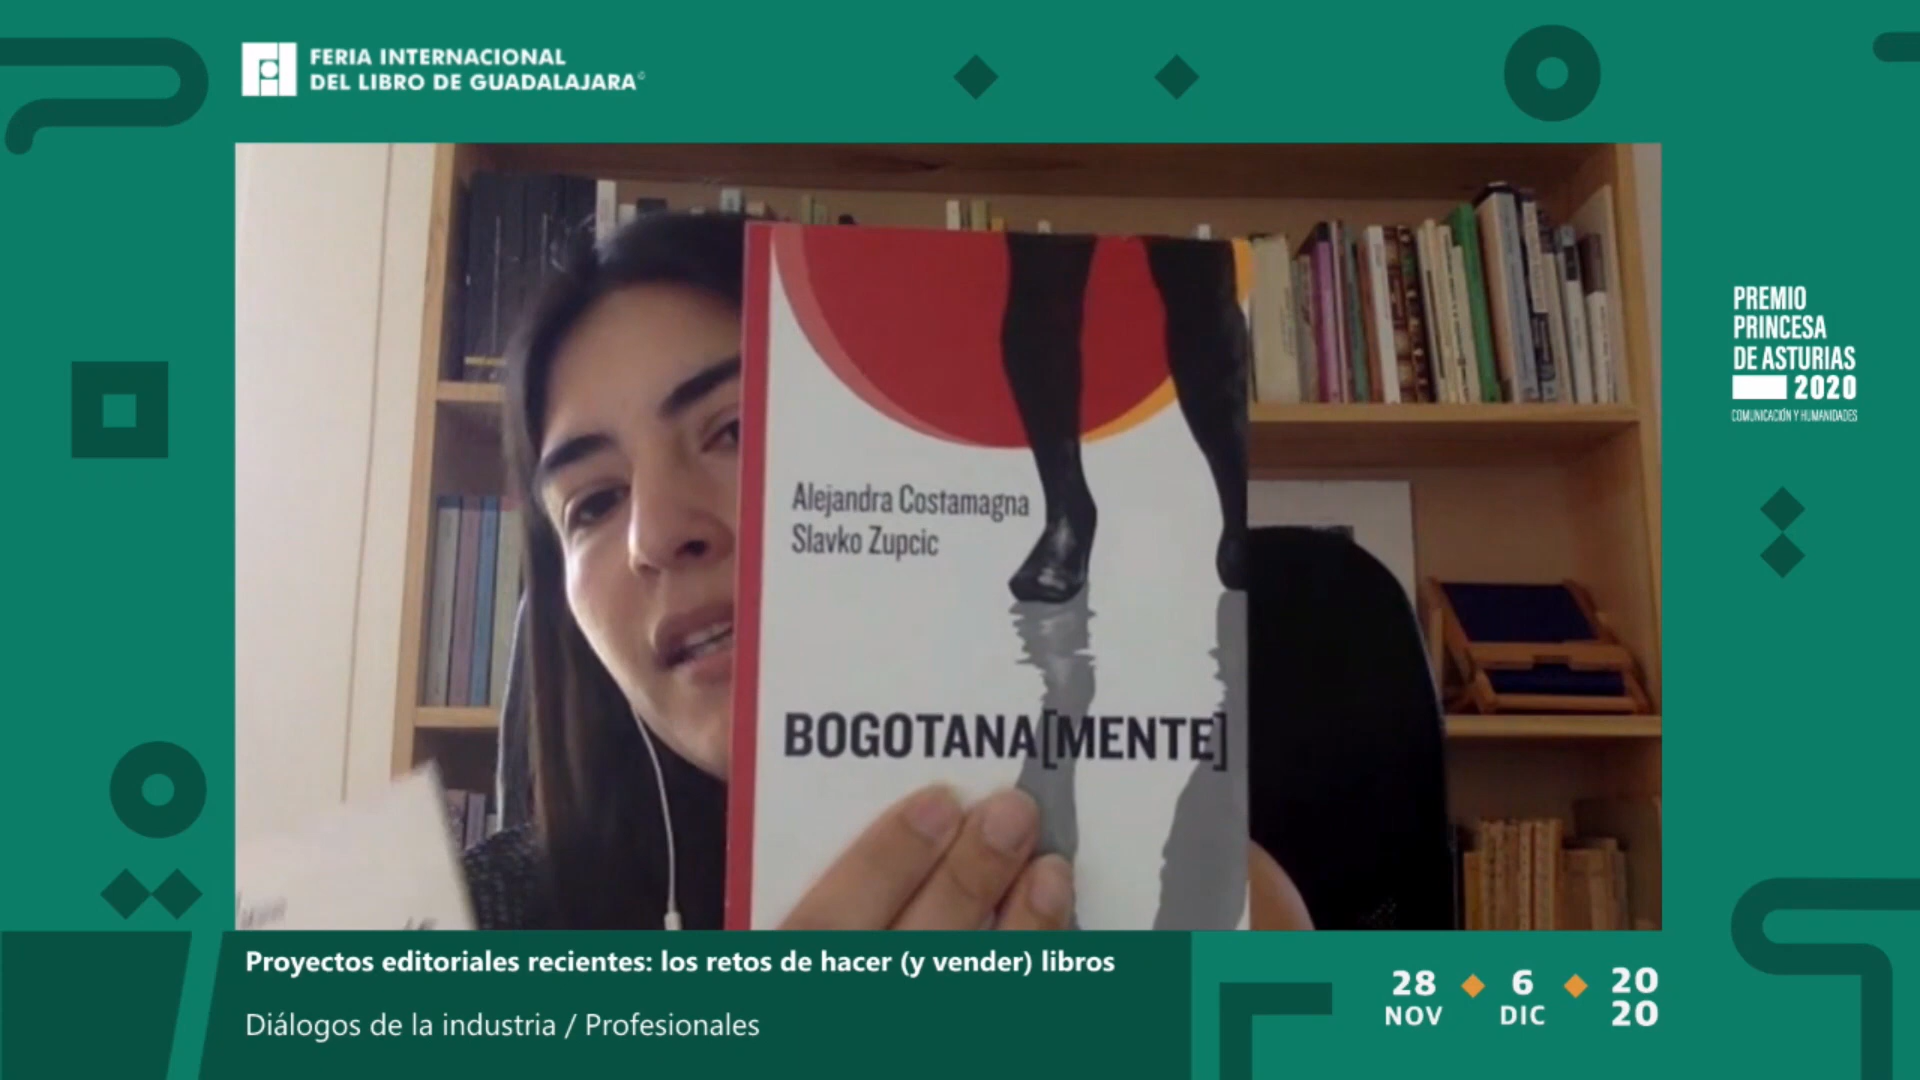 FERIA INTERNACIONAL
DEL LIBRO DE GUADALAJARA
PREMIO
PRINCESA
DE ASTURIAS
2020
COMUNICACIÓN Y HUMANIDADES
Alejandra Costamagna
Slavko Zupcic
BOGOTANA[MENTE]
Proyectos editoriales recientes: los retos de hacer (y vender) libros
Diálogos de la industria / Profesionales
28 NOV
6 DIC
20
20